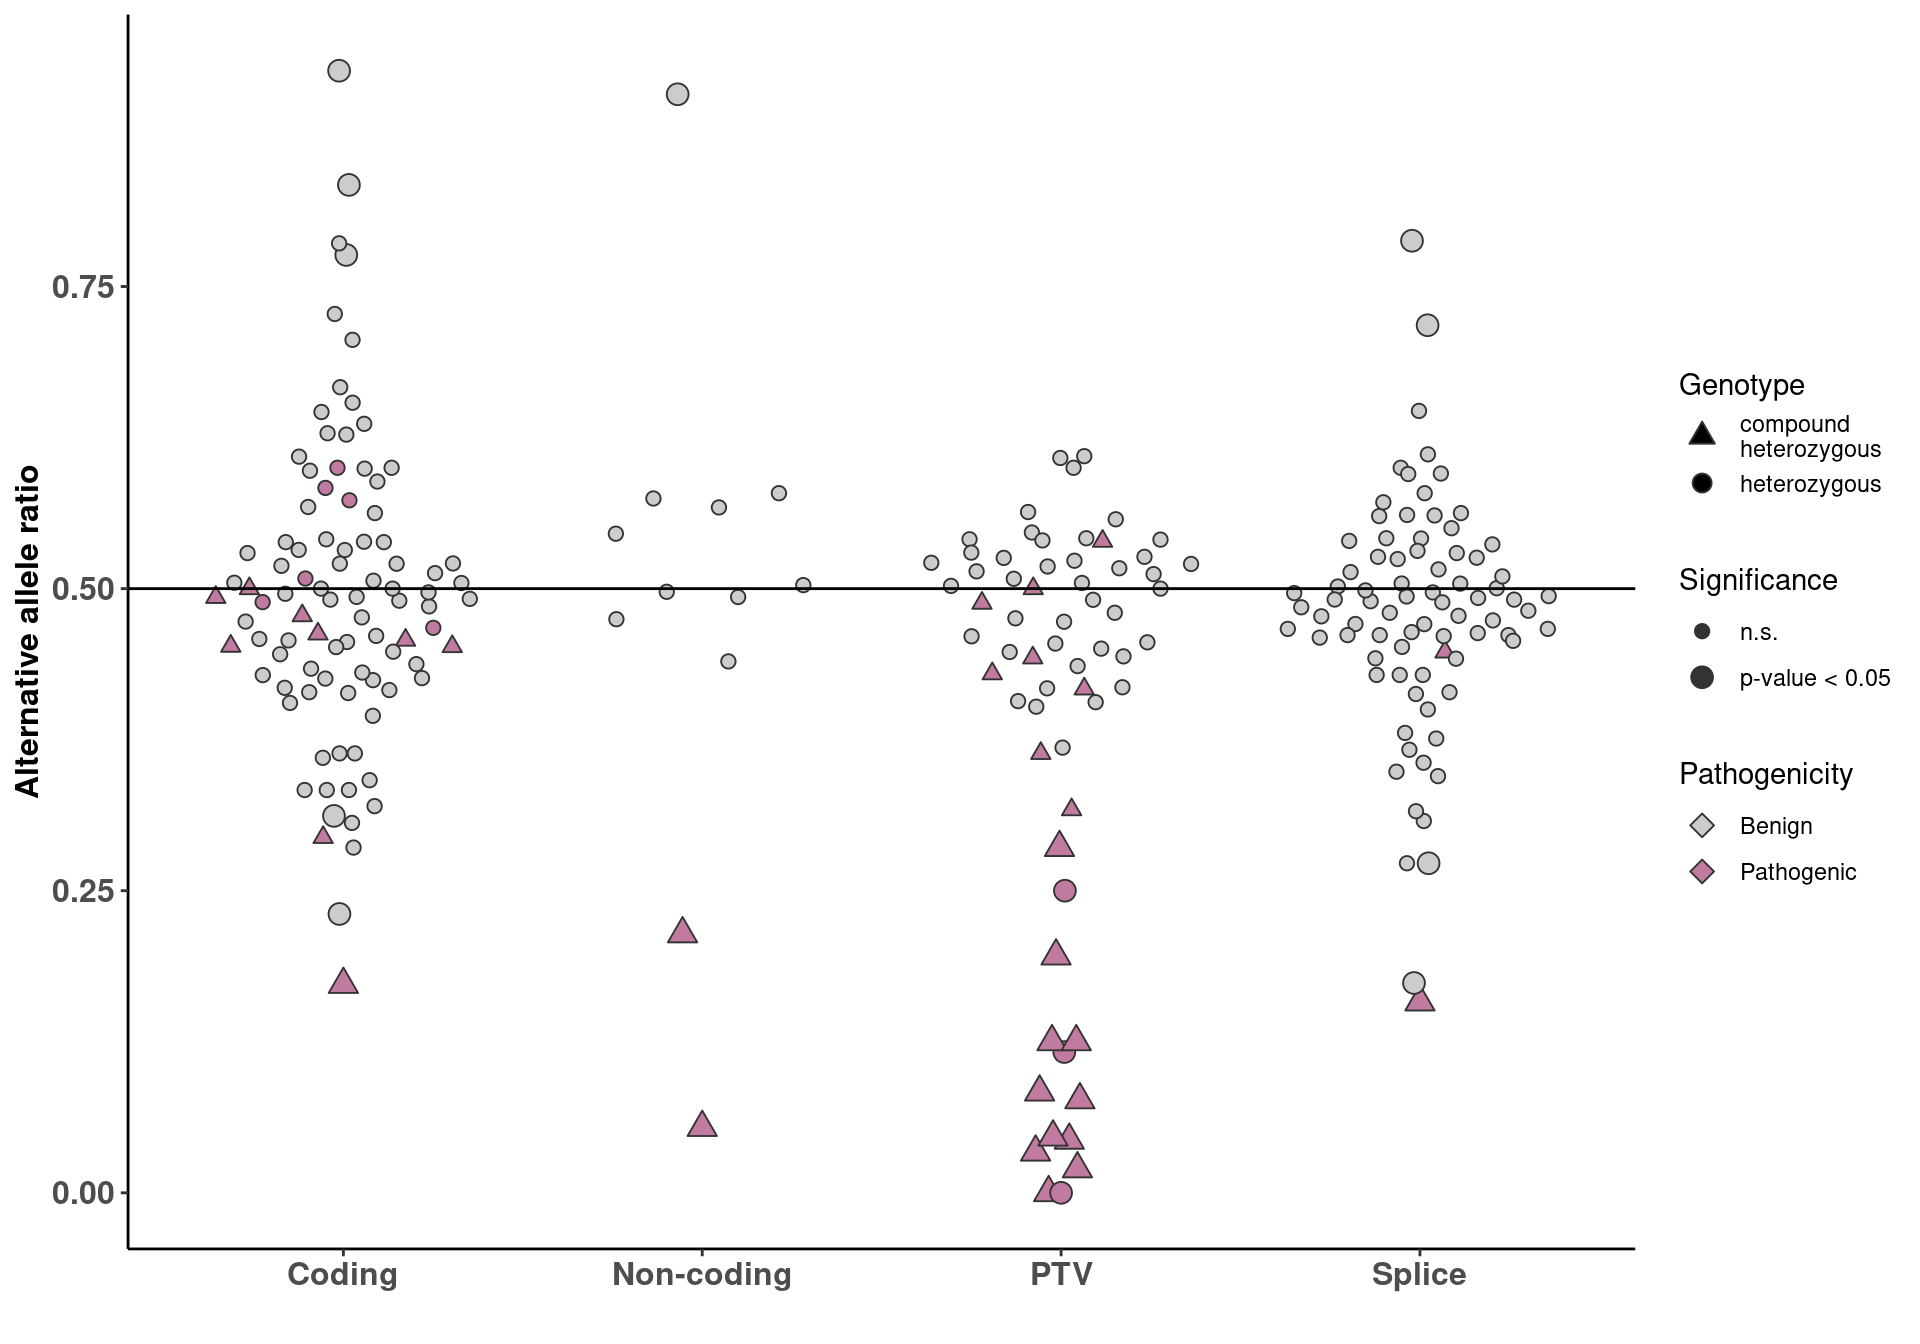 Alternative allele ratio
0.75
0.50
0.25
0.00
Coding
Non-coding
PTV
Splice
Genotype
compound
heterozygous
heterozygous
Significance
n.s.
p-value < 0.05
Pathogenicity
Benign
Pathogenic